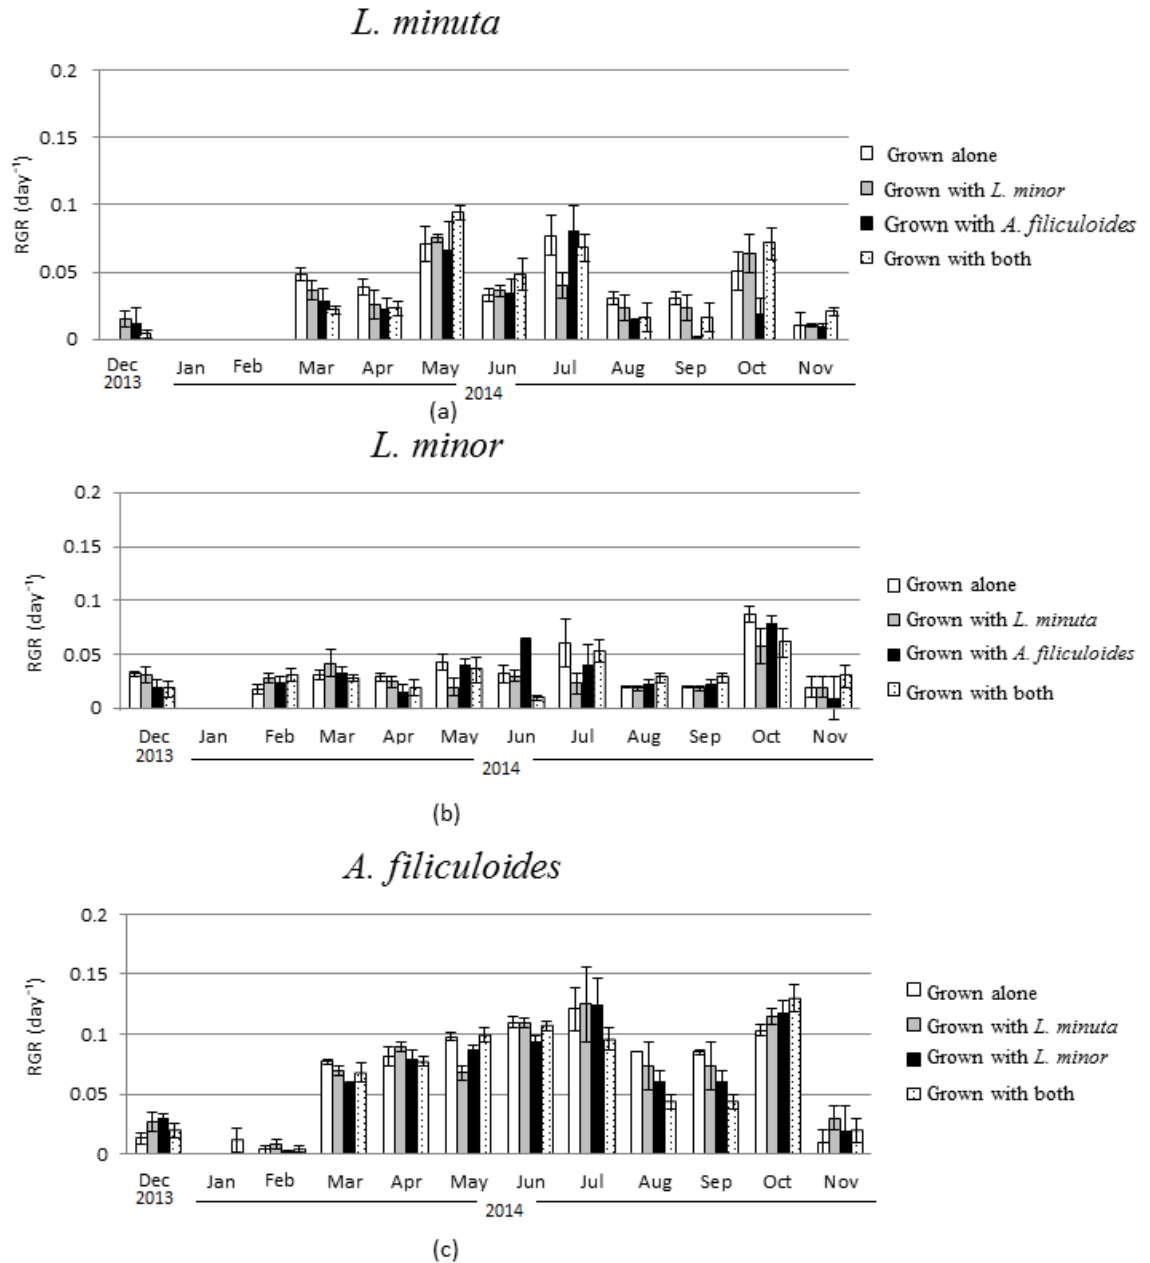 L. minuta
0.2
0.15
0.1
0.05
0
RGR (day⁻¹)
Grown alone
Grown with L. minor
Grown with A. filiculoides
Grown with both
Dec Jan Feb Mar Apr May Jun Jul Aug Sep Oct Nov
2013
2014
(a)
L. minor
0.2
0.15
0.1
0.05
0
RGR (day⁻¹)
Grown alone
Grown with L. minuta
Grown with A. filiculoides
Grown with both
Dec Jan Feb Mar Apr May Jun Jul Aug Sep Oct Nov
2013
2014
(b)
A. filiculoides
0.2
0.15
0.1
0.05
0
RGR (day⁻¹)
Grown alone
Grown with L. minuta
Grown with L. minor
Grown with both
Dec Jan Feb Mar Apr May Jun Jul Aug Sep Oct Nov
2013
2014
(c)